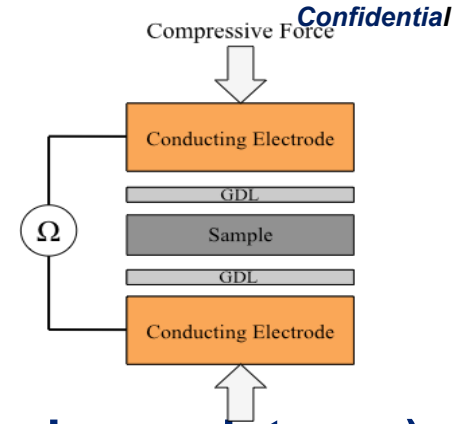 Confidential
Compressive Force
Conducting Electrode
GDL
Ω
Sample
GDL
Conducting Electrode